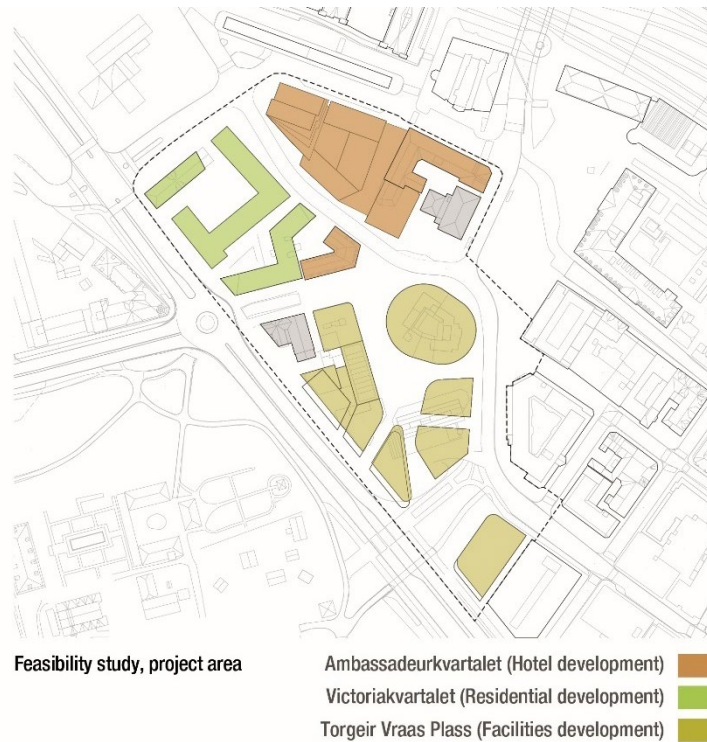 Feasibility study, project area
Ambassadeurkvartalet (Hotel development)
Victoriakvartalet (Residential development)
Torgeir Vraas Plass (Facilities development)